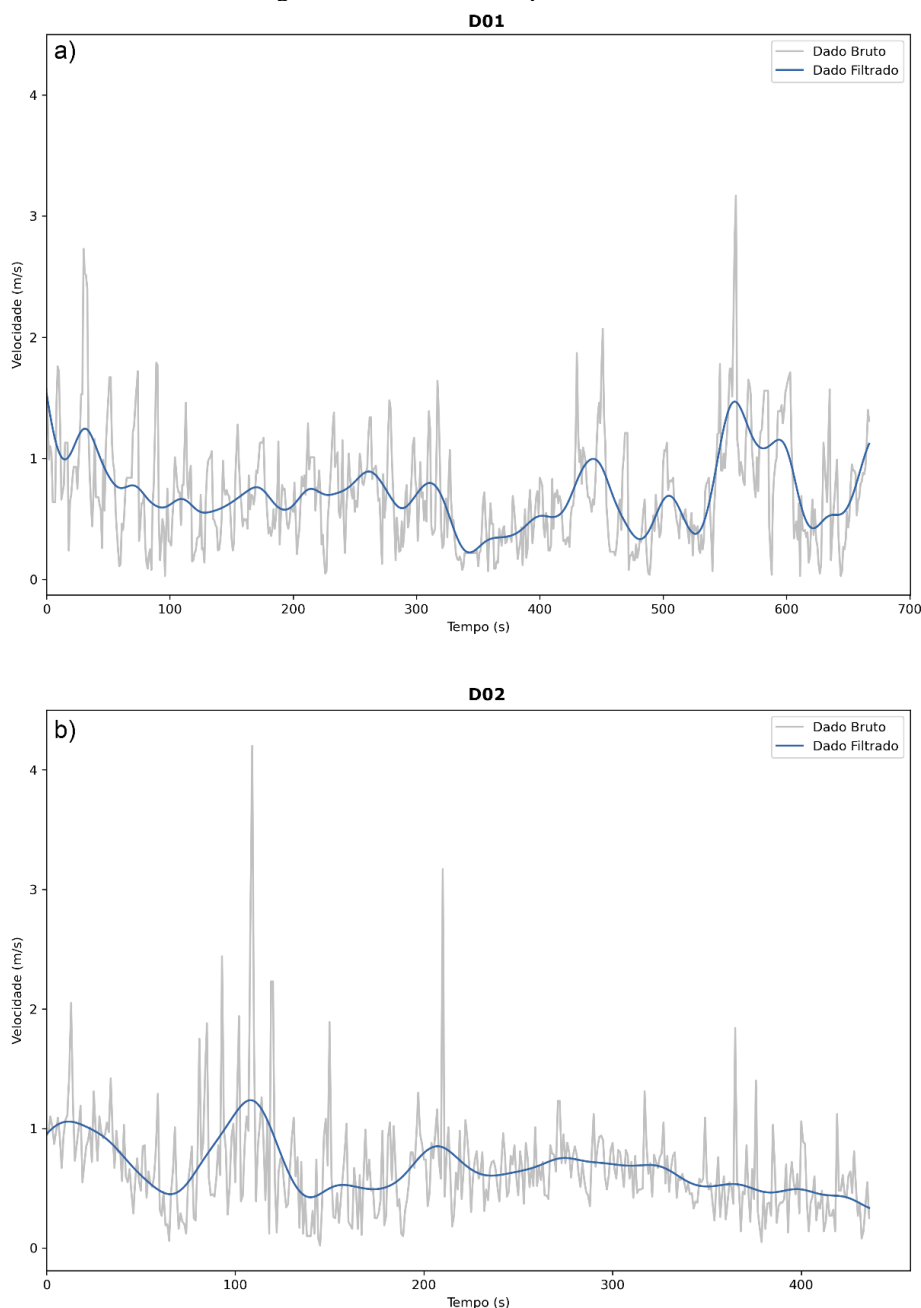 D01
a)
Dado Bruto
Dado Filtrado
4
3
2
1
0
Velocidade (m/s)
0 100 200 300 400 500 600 700
Tempo (s)
D02
b)
Dado Bruto
Dado Filtrado
4
3
2
1
0
Velocidade (m/s)
0 100 200 300 400
Tempo (s)